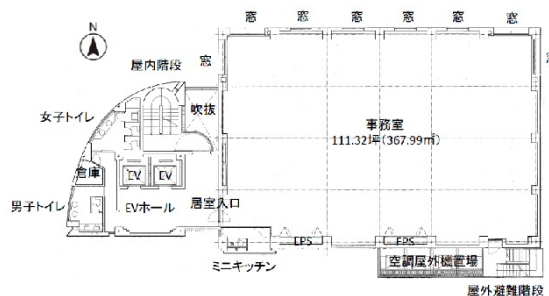 窓 窓 窓 窓 窓 窓
N
窓
窓
屋内階段
吹抜
女子トイレ
事務室
111.32坪(367.99㎡)
倉庫
EV EV
男子トイレ
EVホール
居室入口
EPS EPS
ミニキッチン
空調屋外機置場
屋外避難階段